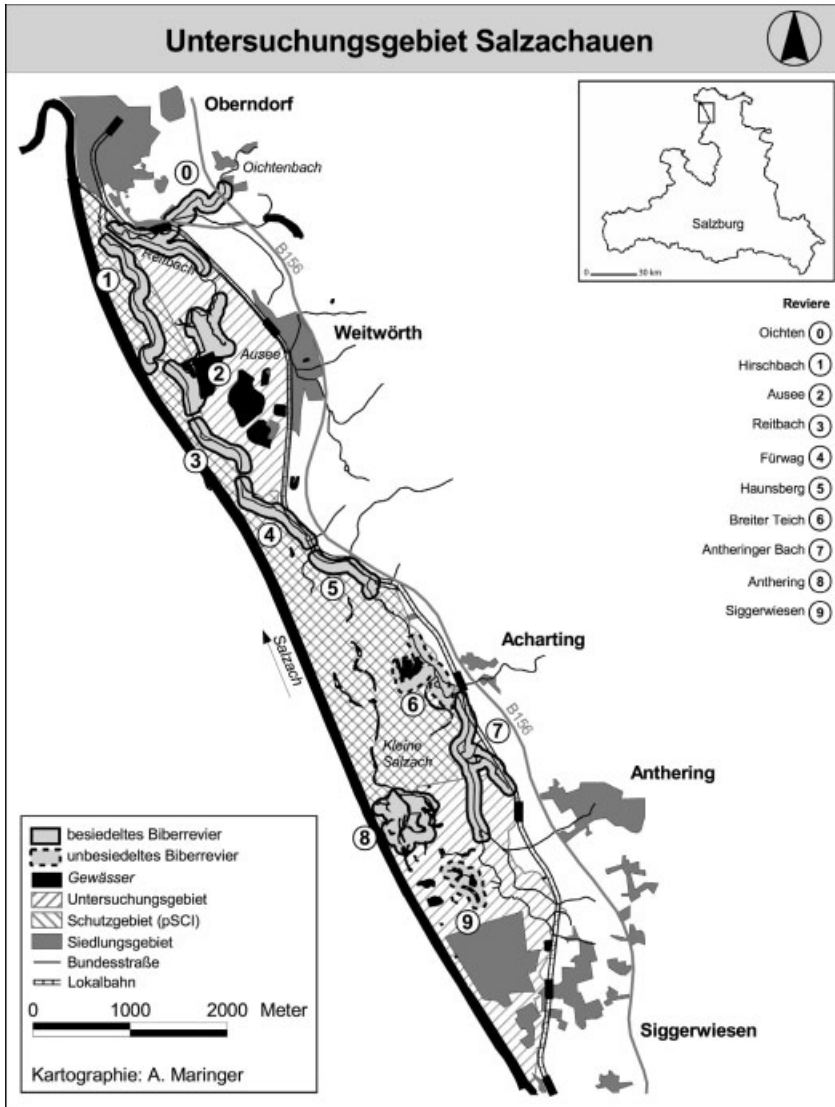 Untersuchungsgebiet Salzachauen
Oberndorf
Oichtenbach
0
B156
Reitbach
1
Weitwörth
Ausee
2
3
4
5
Salzach
Acharting
6
7
B156
Kleine
Salzach
Anthering
8
9
Siggerwiesen
Salzburg
0 30 km
Reviere
Oichten 0
Hirschbach 1
Ausee 2
Reitbach 3
Fürwag 4
Haunsberg 5
Breiter Teich 6
Antheringer Bach 7
Anthering 8
Siggerwiesen 9
besiedeltes Biberrevier
unbesiedeltes Biberrevier
Gewässer
Untersuchungsgebiet
Schutzgebiet (pSCI)
Siedlungsgebiet
Bundesstraße
Lokalbahn
0 1000 2000 Meter
Kartographie: A. Maringer